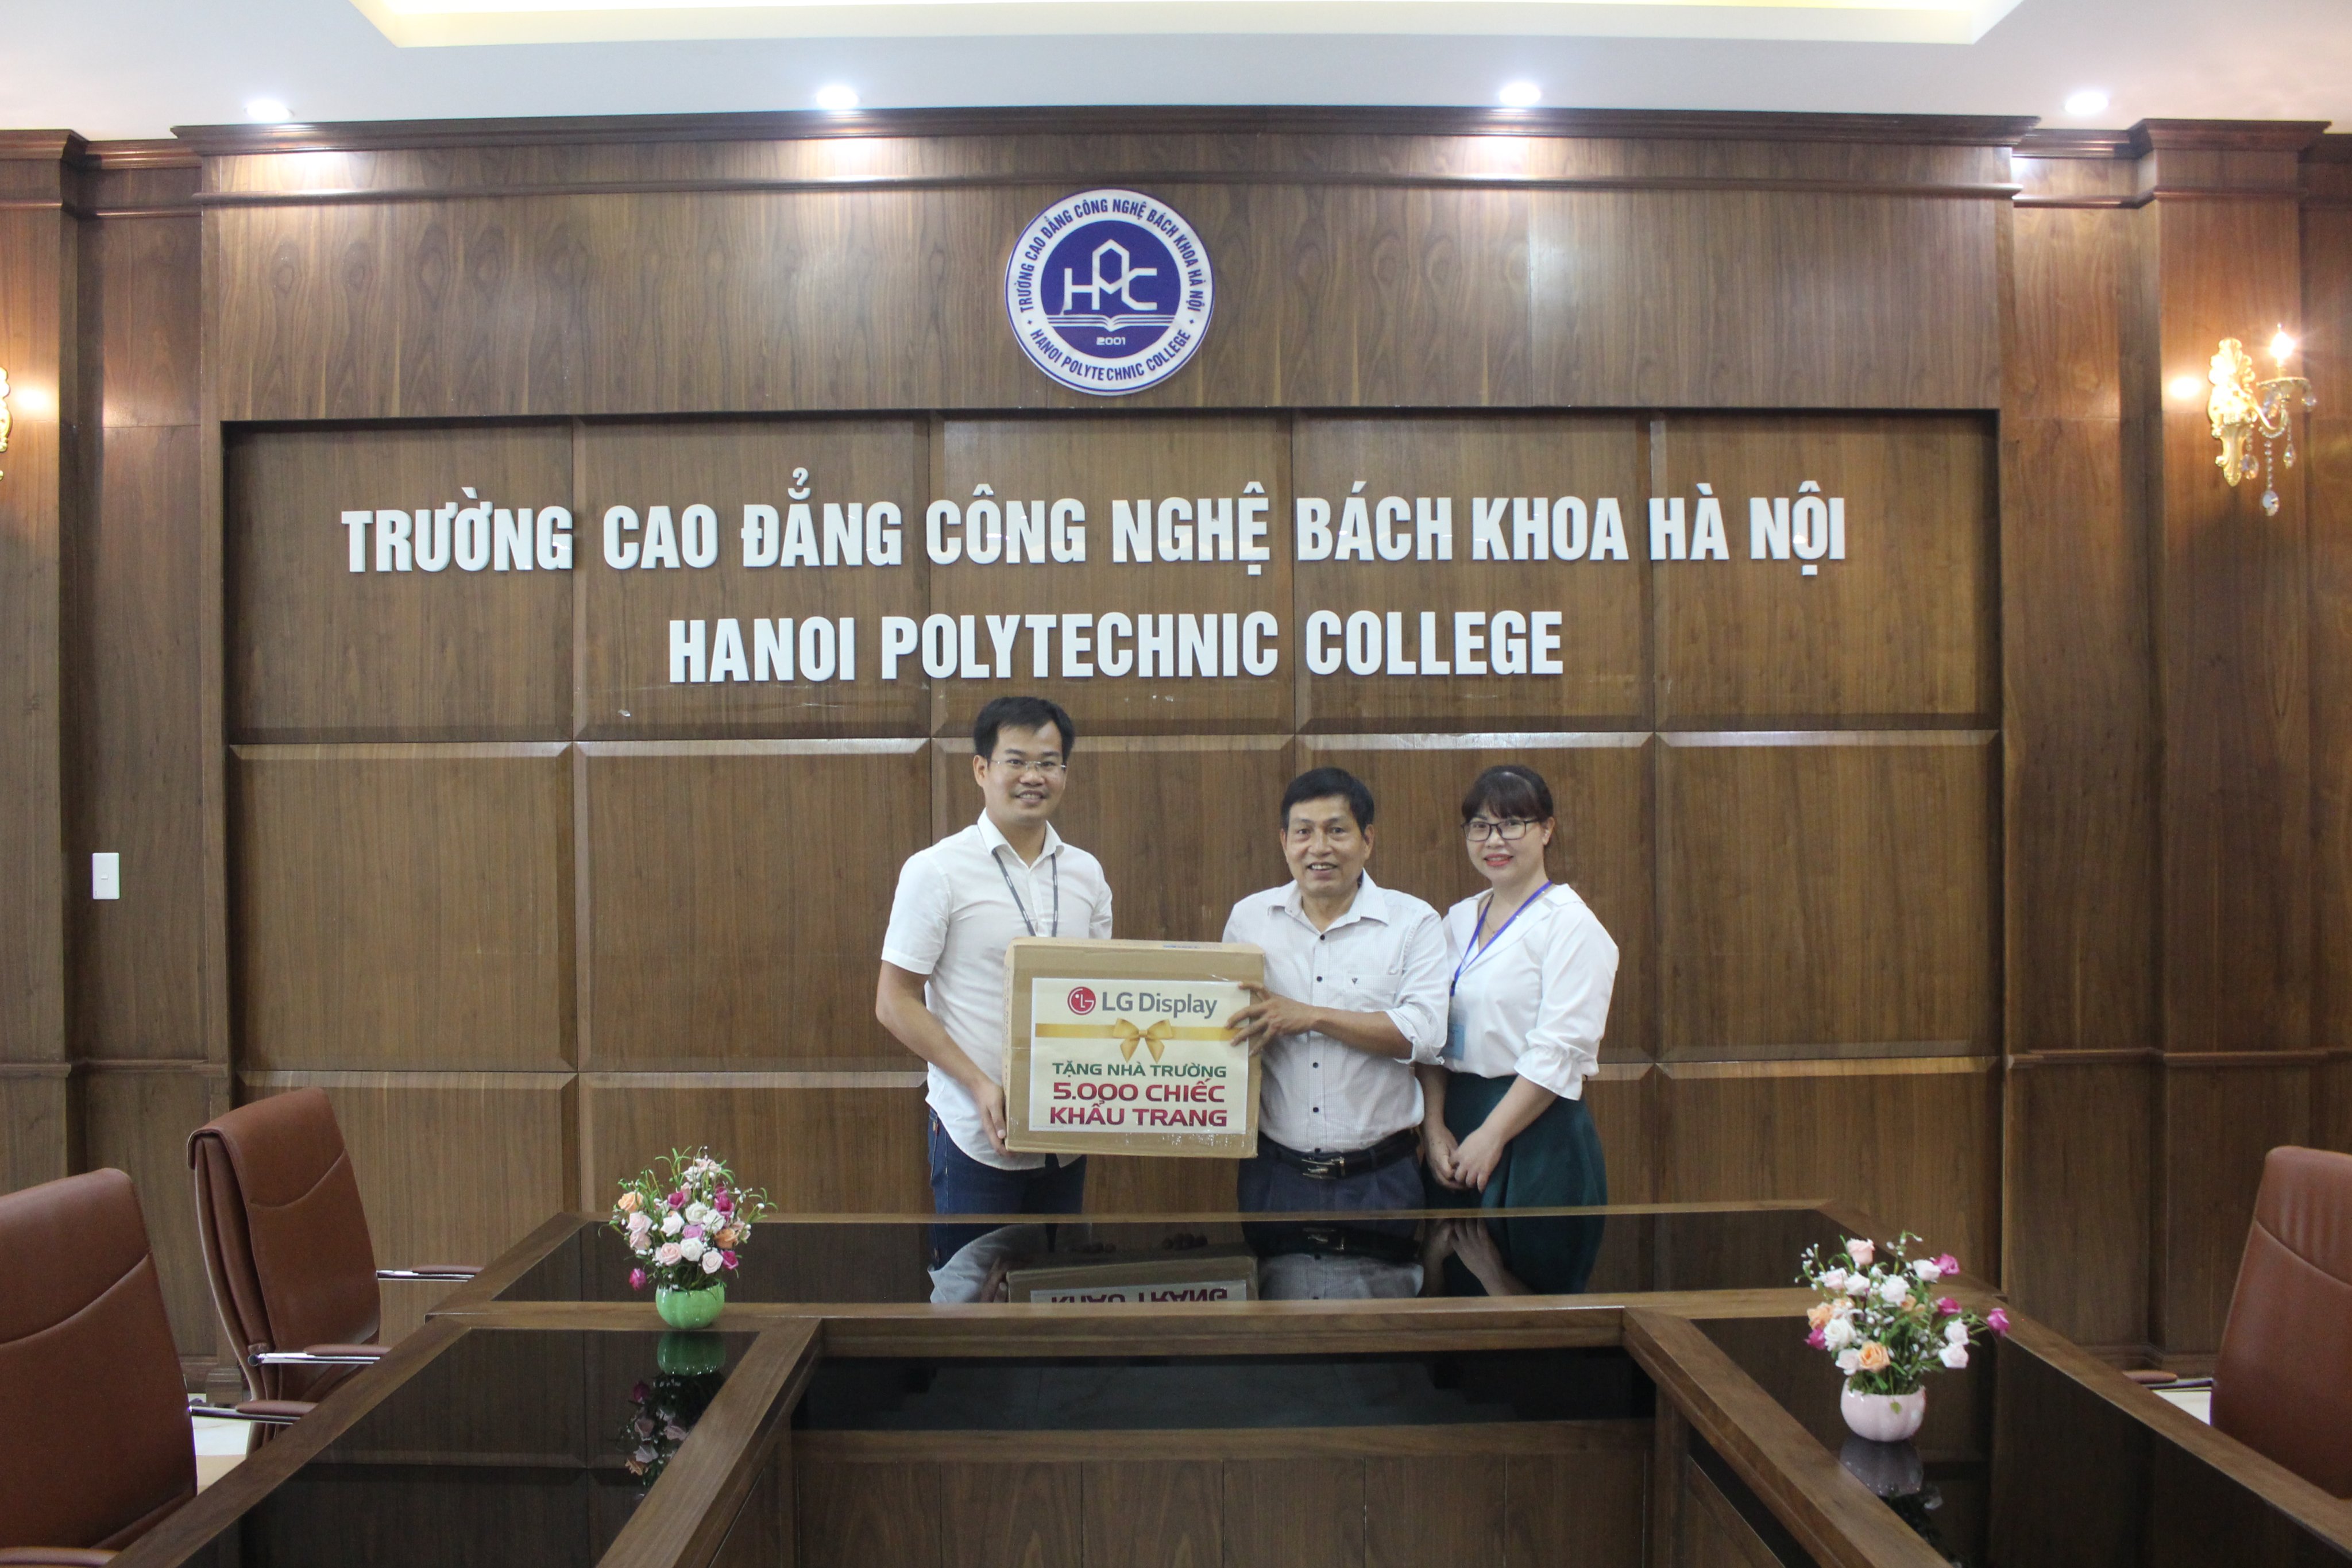 TRƯỜNG CAO ĐẲNG CÔNG NGHỆ BÁCH KHOA HÀ NỘI
HPC
2001
HANOI POLYTECHNIC COLLEGE
TRƯỜNG CAO ĐẲNG CÔNG NGHỆ BÁCH KHOA HÀ NỘI
HANOI POLYTECHNIC COLLEGE
LG Display
TẶNG NHÀ TRƯỜNG
5.000 CHIẾC
KHẨU TRANG